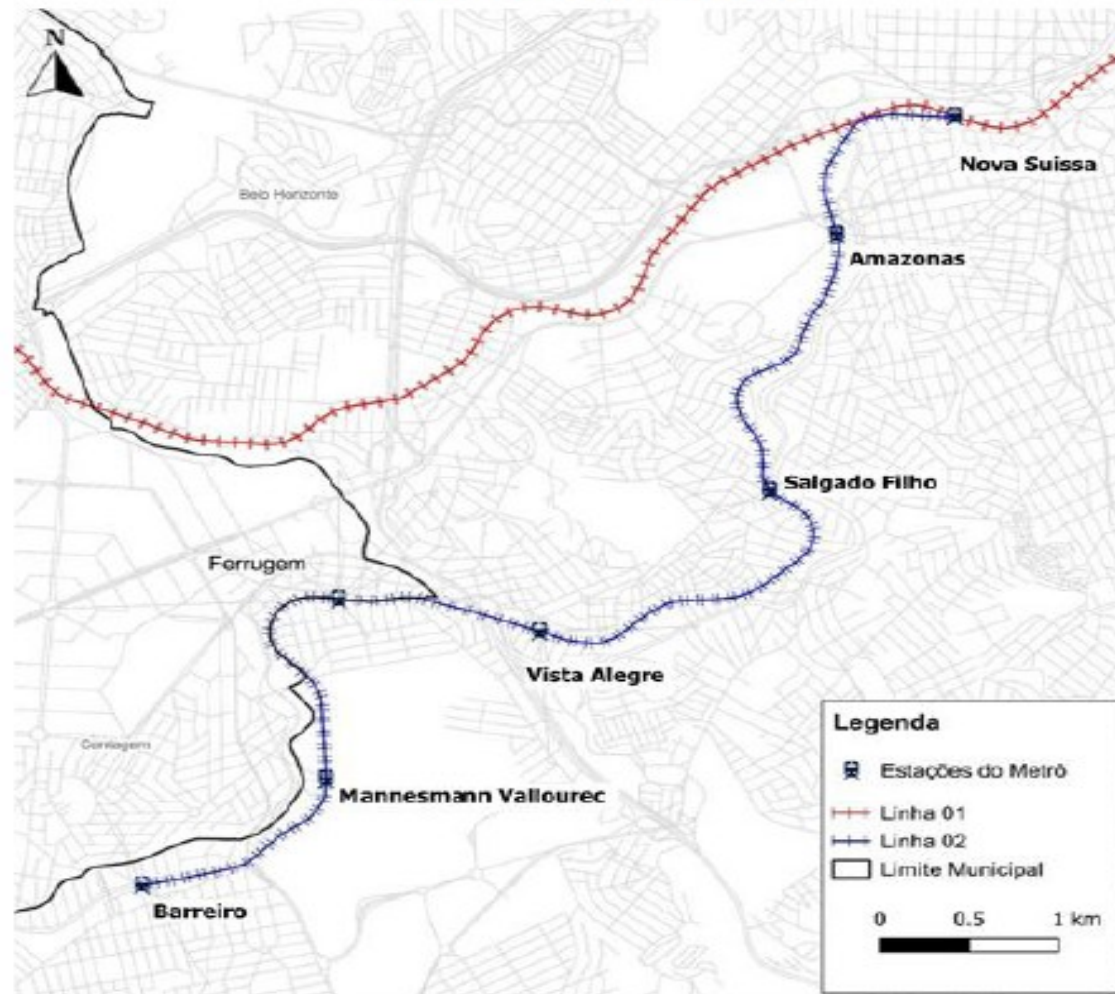 N
Belo Horizonte
Nova Suissa
Amazonas
Salgado Filho
Ferrugem
Vista Alegre
Contagem
Mannesmann Vallourec
Barreiro
Legenda
Estações do Metrô
Linha 01
Linha 02
Limite Municipal
0 0.5 1 km